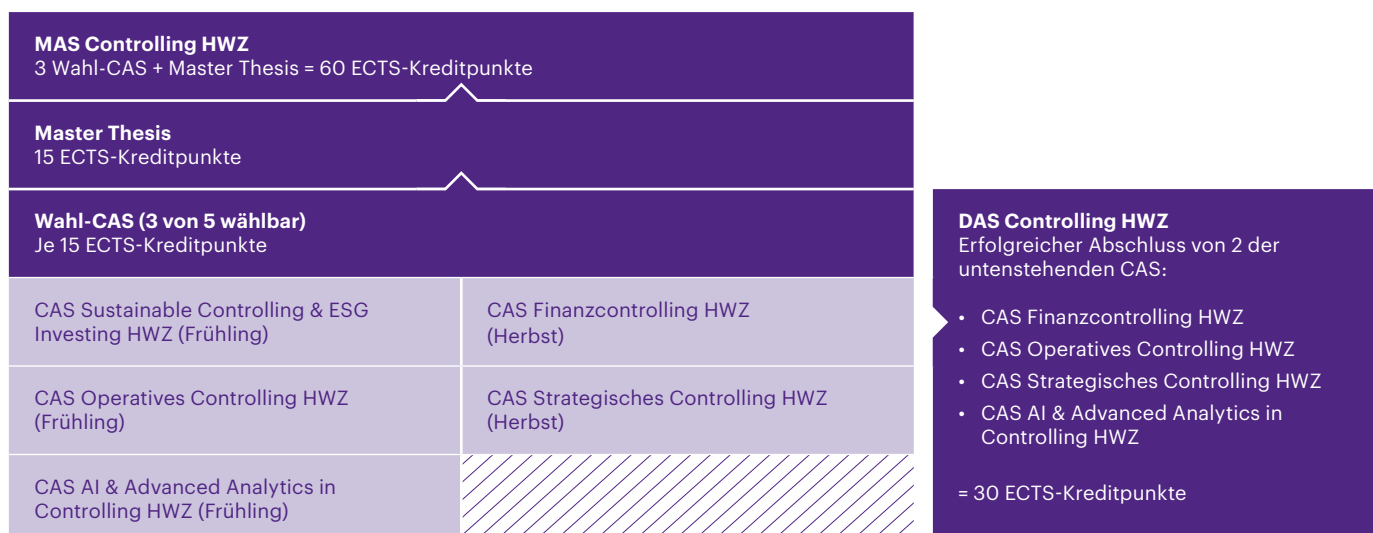 MAS Controlling HWZ
3 Wahl-CAS + Master Thesis = 60 ECTS-Kreditpunkte
Master Thesis
15 ECTS-Kreditpunkte
Wahl-CAS (3 von 5 wählbar)
Je 15 ECTS-Kreditpunkte
CAS Sustainable Controlling & ESG
Investing HWZ (Frühling)
CAS Finanzcontrolling HWZ
(Herbst)
CAS Operatives Controlling HWZ
(Frühling)
CAS Strategisches Controlling HWZ
(Herbst)
CAS AI & Advanced Analytics in
Controlling HWZ (Frühling)
DAS Controlling HWZ
Erfolgreicher Abschluss von 2 der
untenstehenden CAS:
• CAS Finanzcontrolling HWZ
• CAS Operatives Controlling HWZ
• CAS Strategisches Controlling HWZ
• CAS AI & Advanced Analytics in
Controlling HWZ
= 30 ECTS-Kreditpunkte